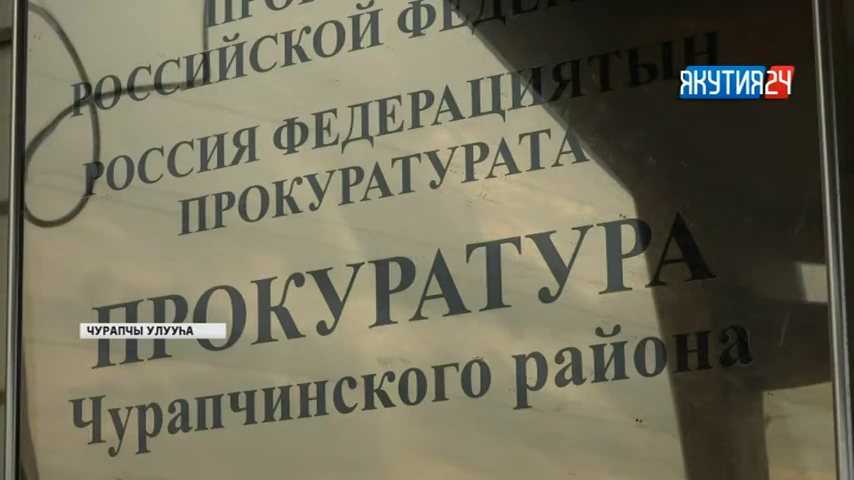 РОССИЙСКОЙ
РОССИЯ ФЕДЕРАЦИЯТЫН
ПРОКУРАТУРАТА
ПРОКУРАТУРА
Чурапчинского района
ЯКУТИЯ24
ЧУРАПЧЫ УЛУУҺА